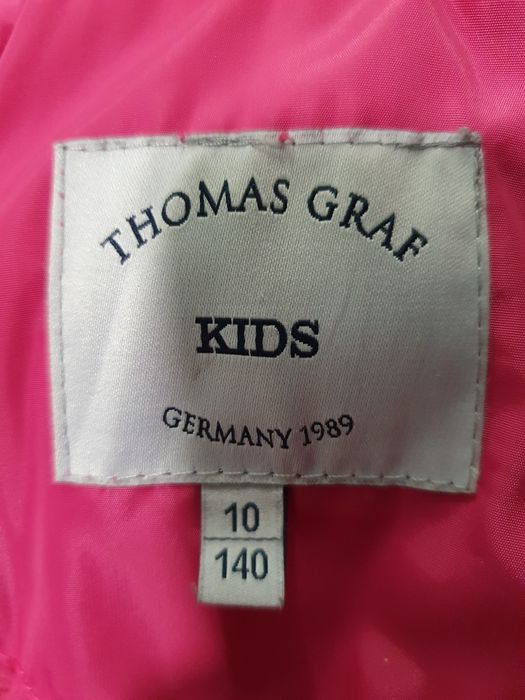 THOMAS GRAF
KIDS
GERMANY 1989
10
140